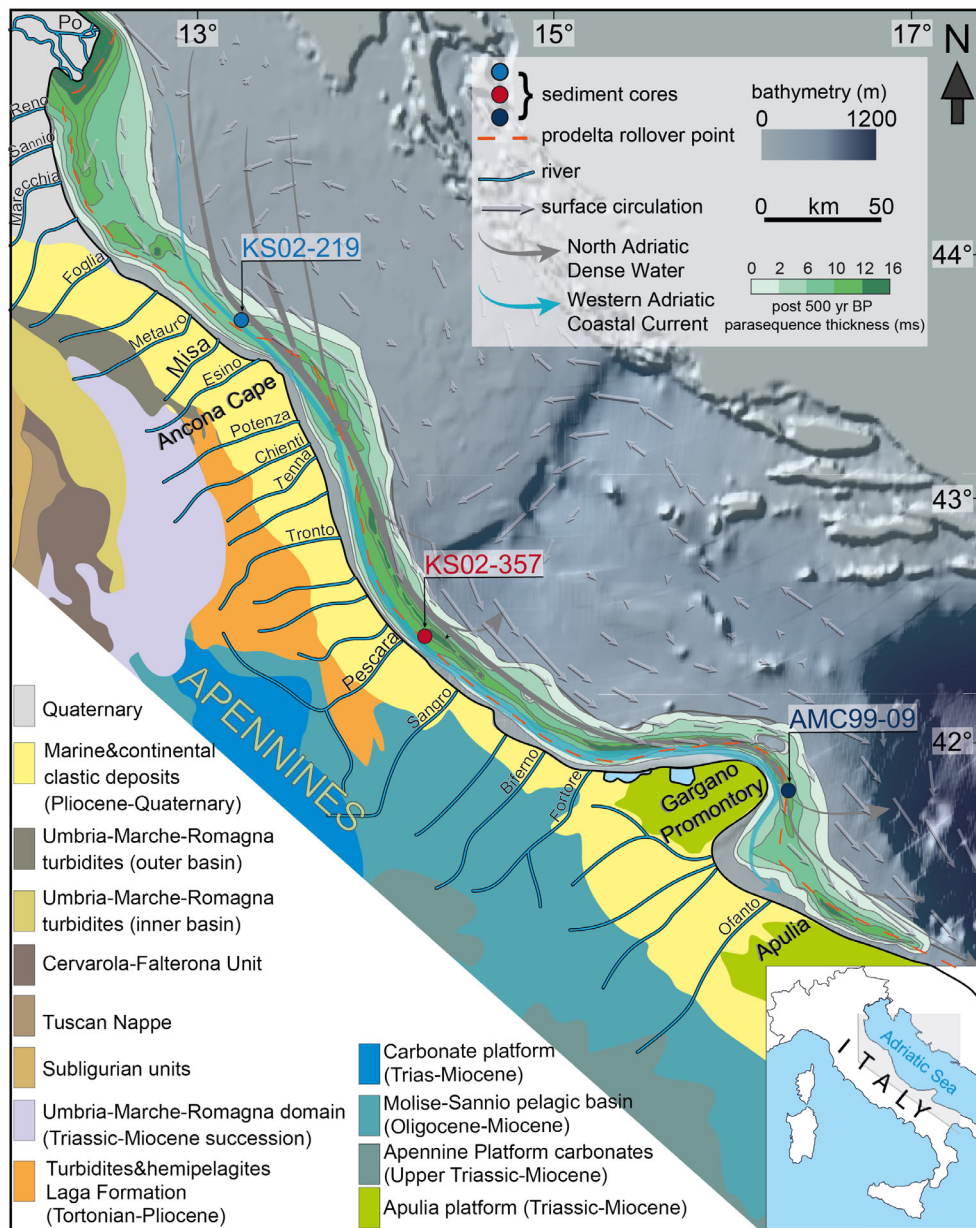 Po
13°
15°
17°
N
sediment cores
prodelta rollover point
river
surface circulation
North Adriatic
Dense Water
Western Adriatic
Coastal Current
bathymetry (m)
0 1200
0 km 50
0 2 6 10 12 16
post 500 yr BP
parasequence thickness (ms)
44°
43°
42°
Reno
Sannio
Marecchia
Foglia
KS02-219
Metauro
Misa
Esino
Ancona Cape
Potenza
Chienti
Tenna
Tronto
KS02-357
Pescara
Sangro
APENNINES
Biferno
Fortore
Gargano
Promontory
AMC99-09
Ofanto
Apulia
Quaternary
Marine&continental
clastic deposits
(Pliocene-Quaternary)
Umbria-Marche-Romagna
turbidites (outer basin)
Umbria-Marche-Romagna
turbidites (inner basin)
Cervarola-Falterona Unit
Tuscan Nappe
Subligurian units
Umbria-Marche-Romagna domain
(Triassic-Miocene succession)
Turbidites&hemipelagites
Laga Formation
(Tortonian-Pliocene)
Carbonate platform
(Trias-Miocene)
Molise-Sannio pelagic basin
(Oligocene-Miocene)
Apennine Platform carbonates
(Upper Triassic-Miocene)
Apulia platform (Triassic-Miocene)
Adriatic Sea
ITALY